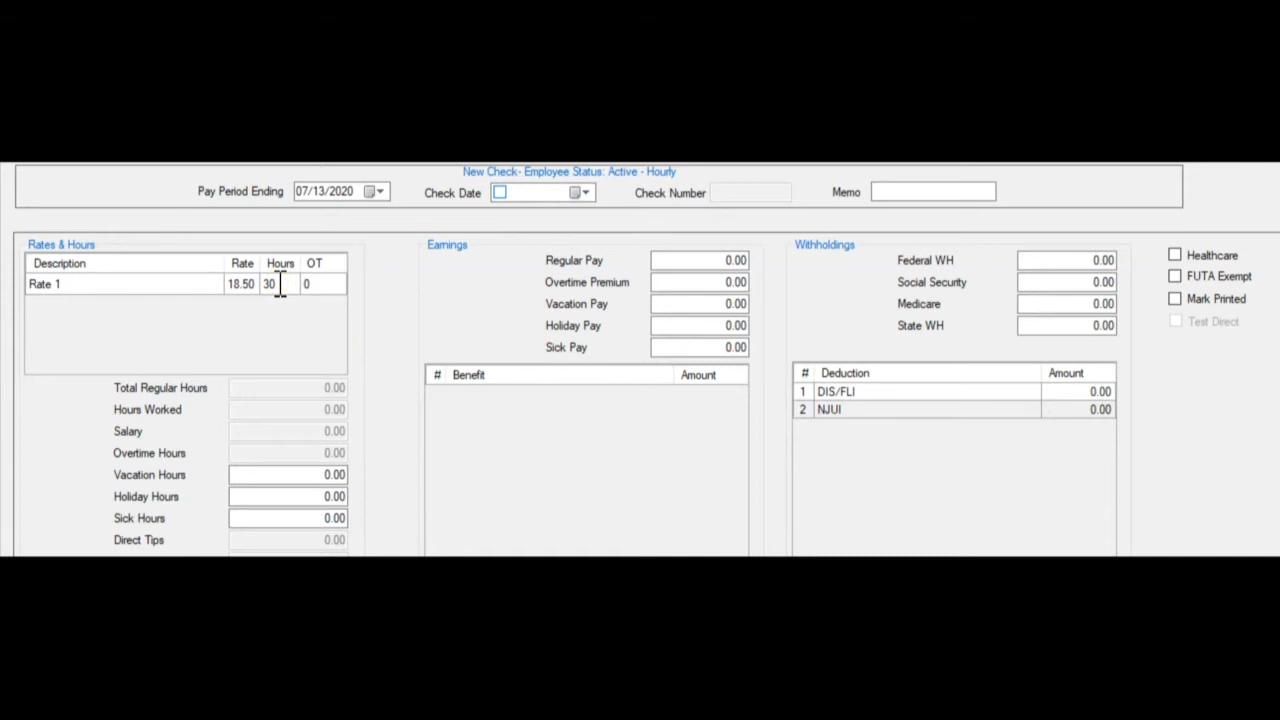 New Check- Employee Status: Active - Hourly
Pay Period Ending 07/13/2020 Check Date Check Number Memo
Rates & Hours
Description Rate Hours OT
Rate 1 18.50 30 0
Total Regular Hours 0.00
Hours Worked 0.00
Salary 0.00
Overtime Hours 0.00
Vacation Hours 0.00
Holiday Hours 0.00
Sick Hours 0.00
Direct Tips 0.00
Earnings
Regular Pay 0.00
Overtime Premium 0.00
Vacation Pay 0.00
Holiday Pay 0.00
Sick Pay 0.00
# Benefit Amount
Withholdings
Federal WH 0.00
Social Security 0.00
Medicare 0.00
State WH 0.00
# Deduction Amount
1 DIS/FLI 0.00
2 NJUI 0.00
Healthcare
FUTA Exempt
Mark Printed
Test Direct